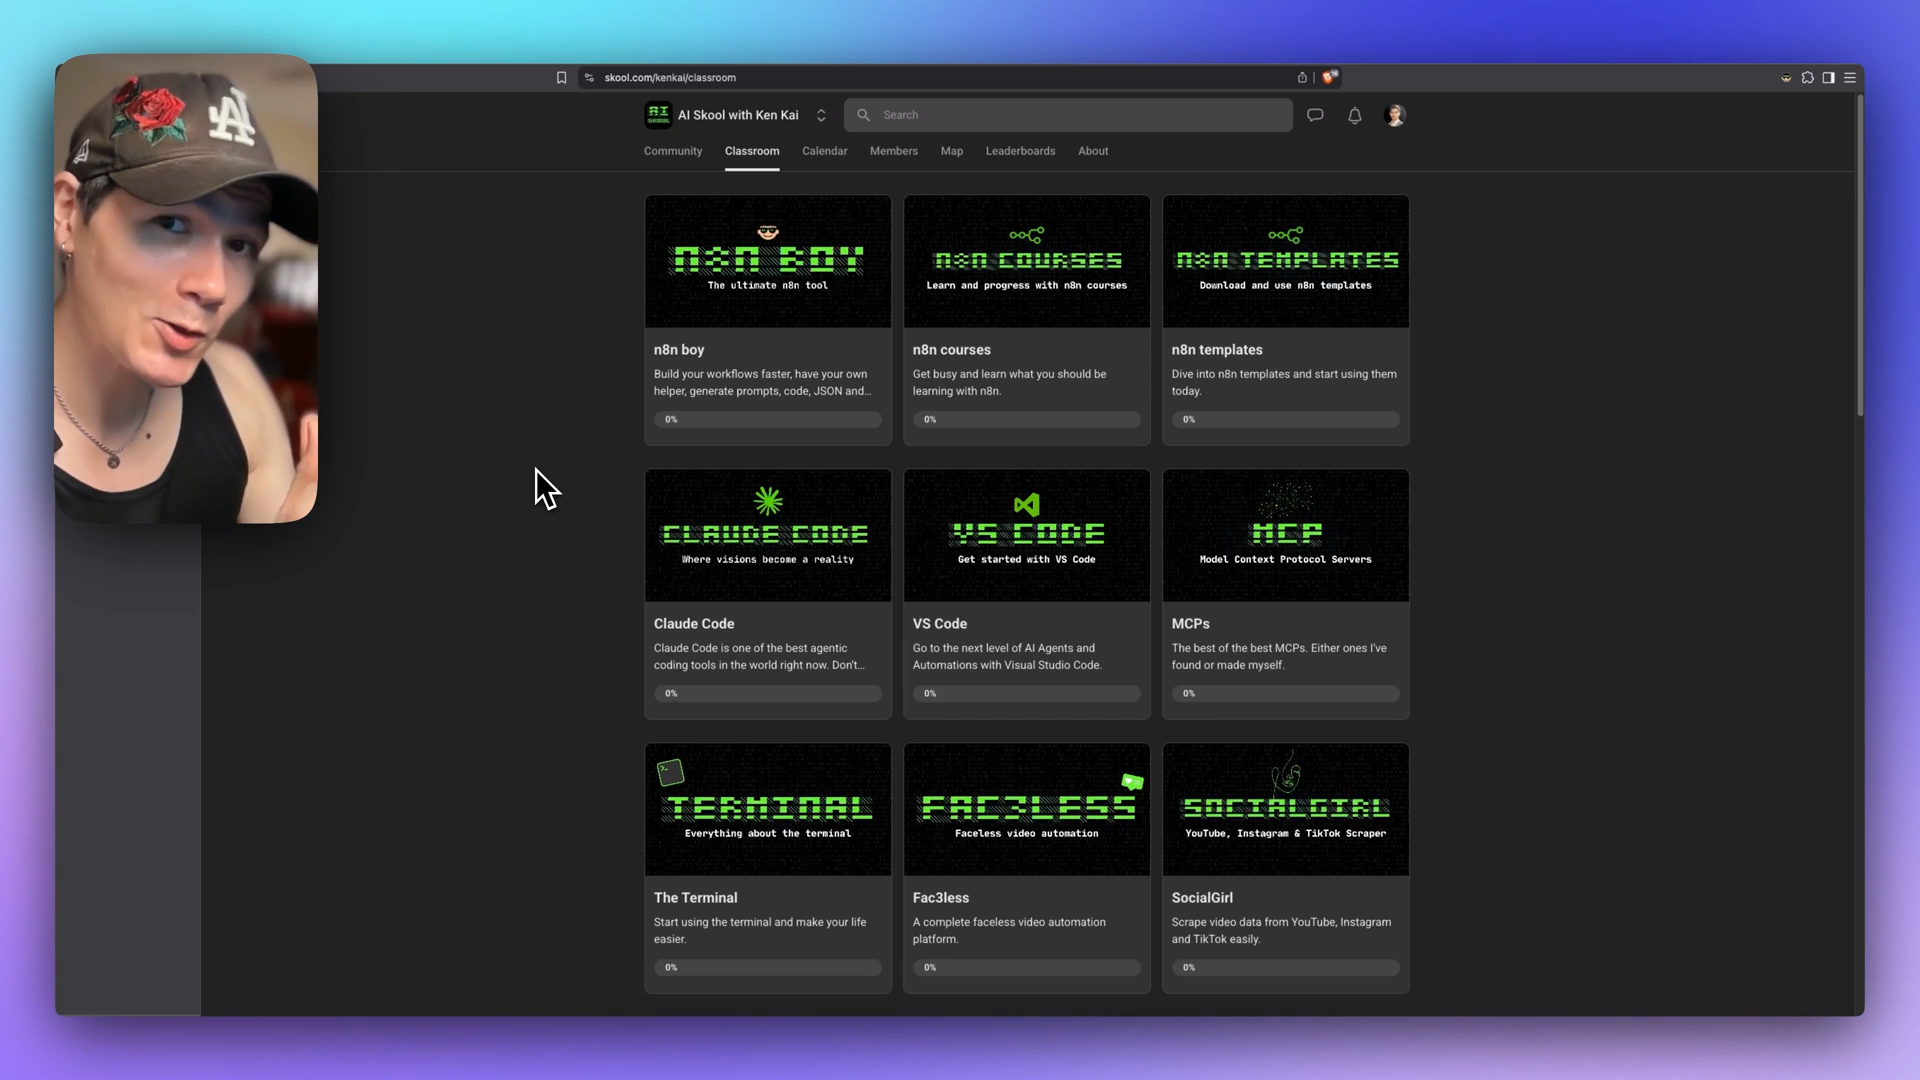 skool.com/kenkai/classroom
AI SKOOL
AI Skool with Ken Kai
Search
Community Classroom Calendar Members Map Leaderboards About
LA
N8N BOY
The ultimate n8n tool
n8n boy
Build your workflows faster, have your own
helper, generate prompts, code, JSON and...
0%
N8N COURSES
Learn and progress with n8n courses
n8n courses
Get busy and learn what you should be
learning with n8n.
0%
N8N TEMPLATES
Download and use n8n templates
n8n templates
Dive into n8n templates and start using them
today.
0%
CLAUDE CODE
Where visions become a reality
Claude Code
Claude Code is one of the best agentic
coding tools in the world right now. Don't...
0%
VS CODE
Get started with VS Code
VS Code
Go to the next level of AI Agents and
Automations with Visual Studio Code.
0%
MCP
Model Context Protocol Servers
MCPs
The best of the best MCPs. Either ones I've
found or made myself.
0%
TERMINAL
Everything about the terminal
The Terminal
Start using the terminal and make your life
easier.
0%
FAC3LESS
Faceless video automation
Fac3less
A complete faceless video automation
platform.
0%
SOCIALGIRL
YouTube, Instagram & TikTok Scraper
SocialGirl
Scrape video data from YouTube, Instagram
and TikTok easily.
0%